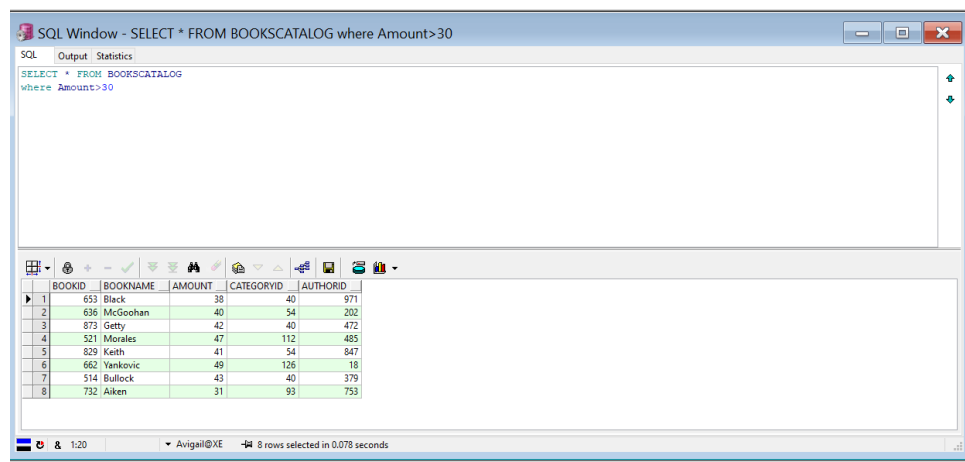 SQL Window - SELECT * FROM BOOKSCATALOG where Amount>30
SQL Output Statistics
SELECT * FROM BOOKSCATALOG
where Amount>30
BOOKID BOOKNAME AMOUNT CATEGORYID AUTHORID
1 653 Black 38 40 971
2 636 McGoohan 40 54 202
3 873 Getty 42 40 472
4 521 Morales 47 112 485
5 829 Keith 41 54 847
6 662 Yankovic 49 126 18
7 514 Bullock 43 40 379
8 732 Aiken 31 93 753
& 1:20 Avigail@XE 8 rows selected in 0.078 seconds